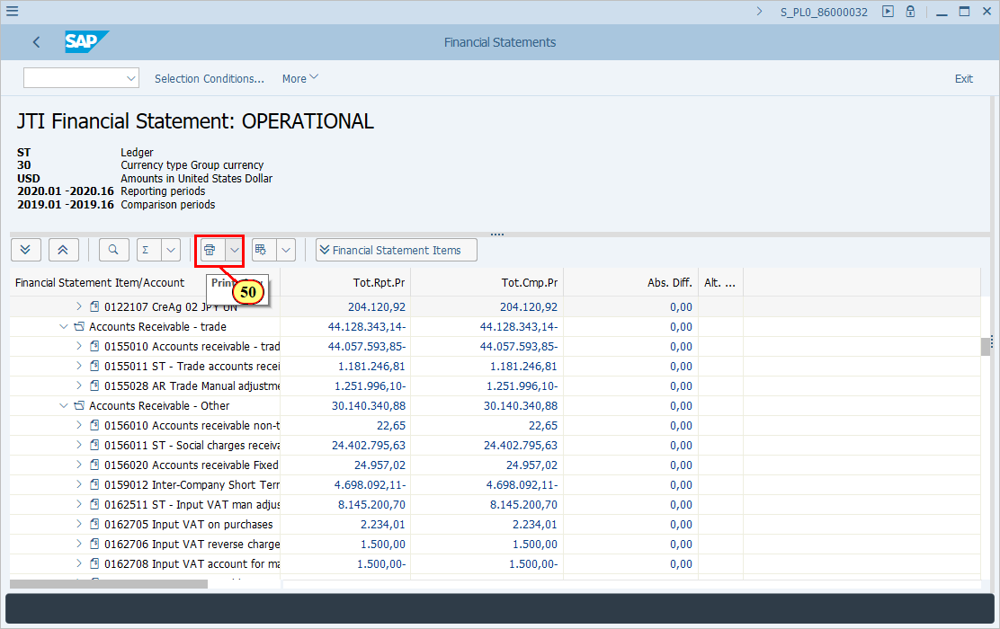 S_PL0_86000032
SAP
Financial Statements
Selection Conditions... More Exit
JTI Financial Statement: OPERATIONAL
ST Ledger
30 Currency type Group currency
USD Amounts in United States Dollar
2020.01 -2020.16 Reporting periods
2019.01 -2019.16 Comparison periods
Σ Financial Statement Items
Financial Statement Item/Account Tot.Rpt.Pr Tot.Cmp.Pr Abs. Diff. Alt. ...
50
0122107 CreAg 02 JPY UN 204.120,92 204.120,92 0,00
Accounts Receivable - trade 44.128.343,14- 44.128.343,14- 0,00
0155010 Accounts receivable - trad 44.057.593,85- 44.057.593,85- 0,00
0155011 ST - Trade accounts recei 1.181.246,81 1.181.246,81 0,00
0155028 AR Trade Manual adjustme 1.251.996,10- 1.251.996,10- 0,00
Accounts Receivable - Other 30.140.340,88 30.140.340,88 0,00
0156010 Accounts receivable non-t 22,65 22,65 0,00
0156011 ST - Social charges receiva 24.402.795,63 24.402.795,63 0,00
0156020 Accounts receivable Fixed 24.957,02 24.957,02 0,00
0159012 Inter-Company Short Terr 4.698.092,11- 4.698.092,11- 0,00
0162511 ST - Input VAT man adjus 8.145.200,70 8.145.200,70 0,00
0162705 Input VAT on purchases 2.234,01 2.234,01 0,00
0162706 Input VAT reverse charge 1.500,00 1.500,00 0,00
0162708 Input VAT account for ma 1.500,00- 1.500,00- 0,00